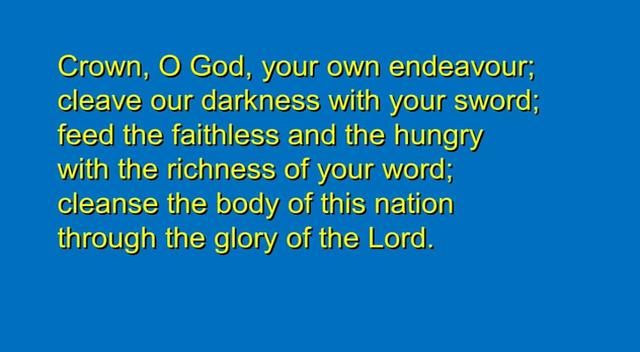 Crown, O God, your own endeavour;
cleave our darkness with your sword;
feed the faithless and the hungry
with the richness of your word;
cleanse the body of this nation
through the glory of the Lord.